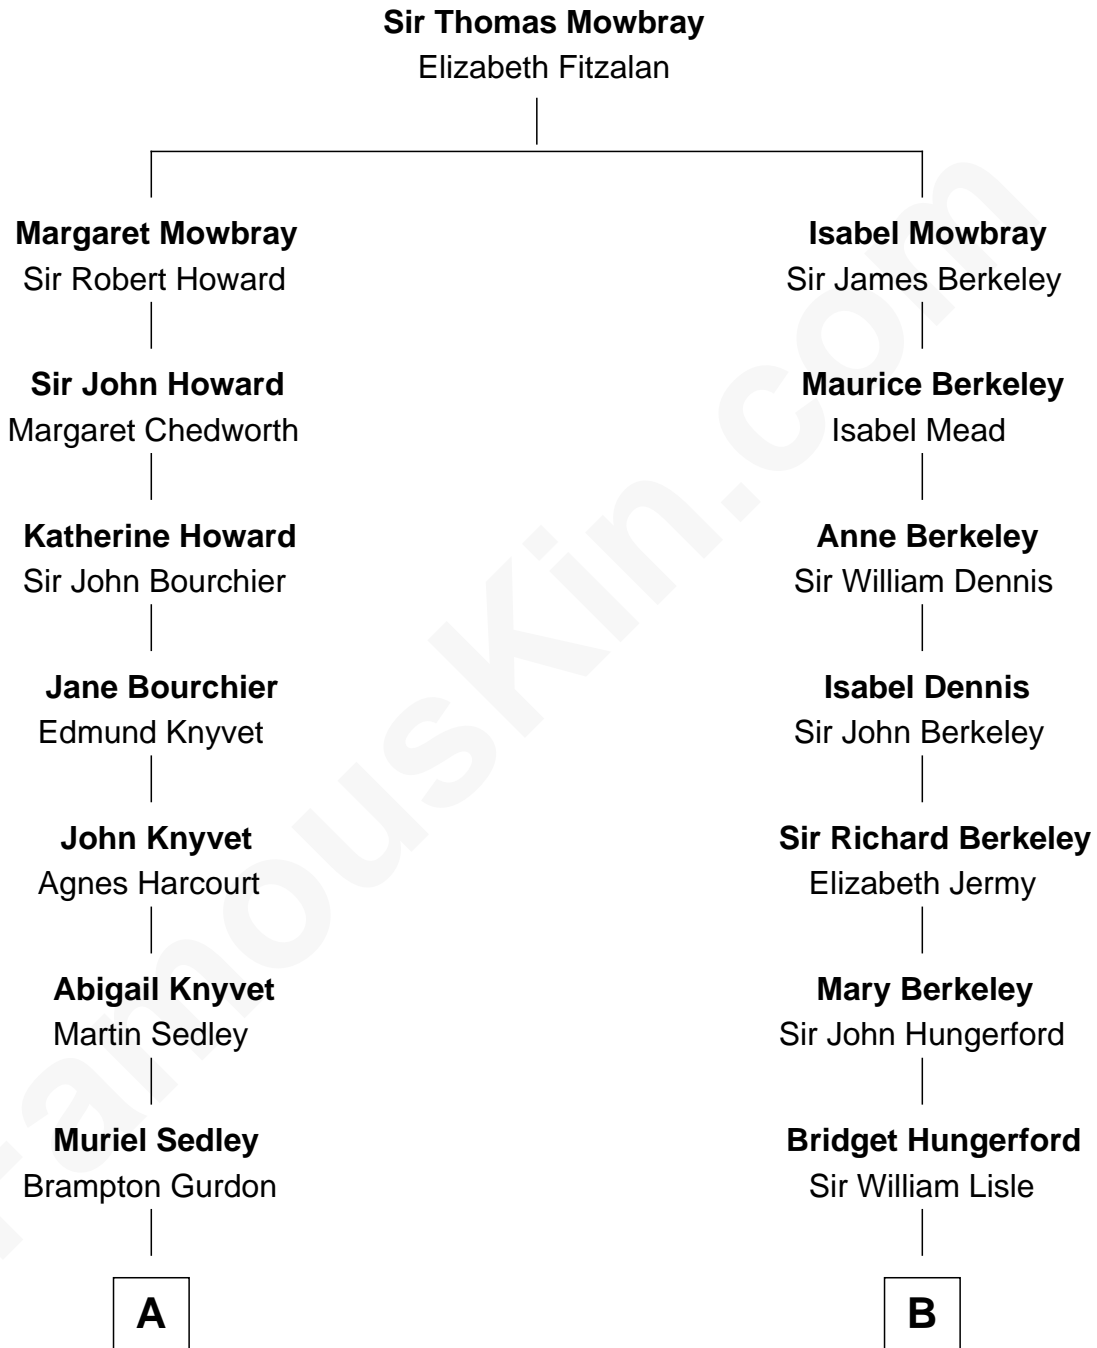 Sir Thomas Mowbray
Elizabeth Fitzalan
Margaret Mowbray
Sir Robert Howard
Isabel Mowbray
Sir James Berkeley
Sir John Howard
Margaret Chedworth
Maurice Berkeley
Isabel Mead
Katherine Howard
Sir John Bourchier
Anne Berkeley
Sir William Dennis
Jane Bourchier
Edmund Knyvet
Isabel Dennis
Sir John Berkeley
John Knyvet
Agnes Harcourt
Sir Richard Berkeley
Elizabeth Jermy
Abigail Knyvet
Martin Sedley
Mary Berkeley
Sir John Hungerford
Muriel Sedley
Brampton Gurdon
Bridget Hungerford
Sir William Lisle
A
B
FamousKin.com